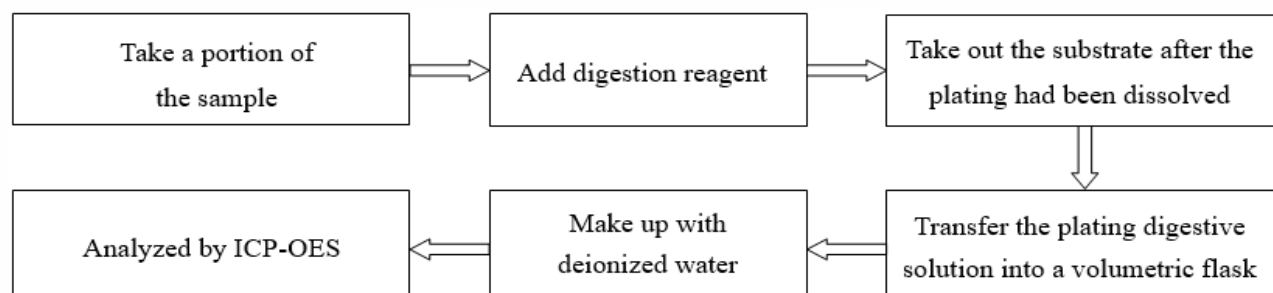 Take a portion of
the sample
Add digestion reagent
Take out the substrate after the
plating had been dissolved
Transfer the plating digestive
solution into a volumetric flask
Make up with
deionized water
Analyzed by ICP-OES